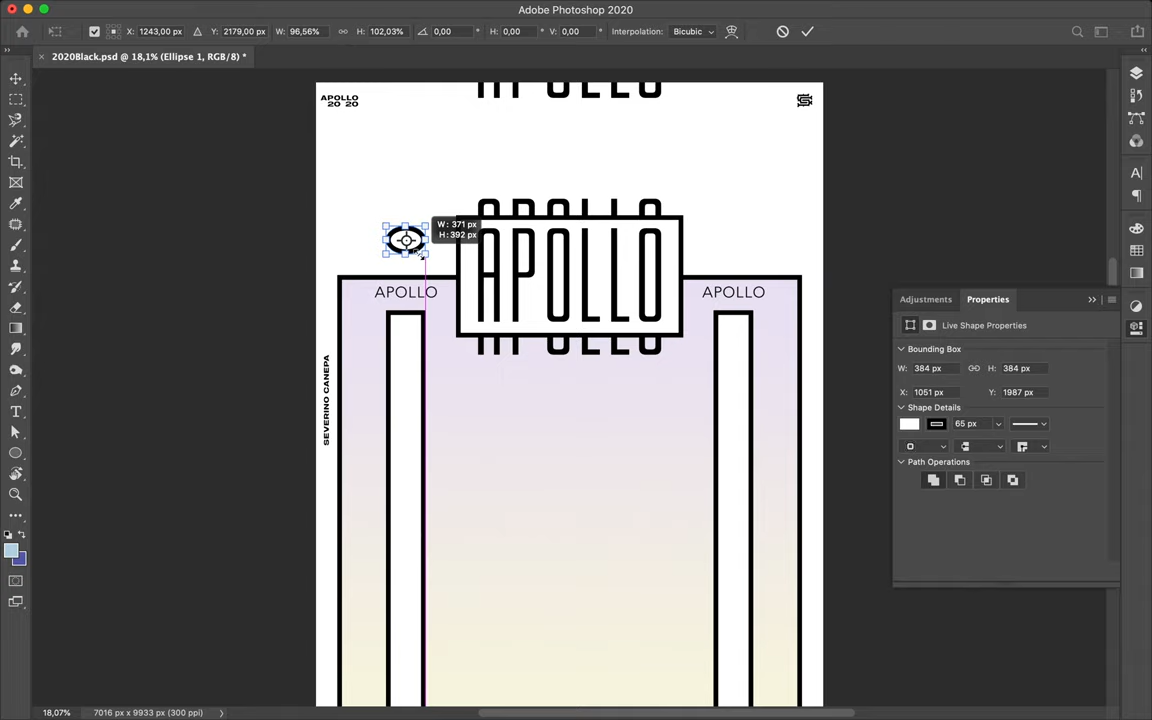 Adobe Photoshop 2020
X: 1243,00 px Y: 2179,00 px W: 96,56% H: 102,03% 0,00 ° H: 0,00 ° V: 0,00 ° Interpolation: Bicubic
2020Black.psd @ 18,1% (Ellipse 1, RGB/8) *
APOLLO
APOLLO
20 20
APOLLO
W: 371 px
H: 392 px
APOLLO
APOLLO
APOLLO
APOLLO
SEVERINO CANEPA
Adjustments Properties
Live Shape Properties
Bounding Box
W: 384 px H: 384 px
X: 1051 px Y: 1987 px
Shape Details
65 px
Path Operations
18,07% 7016 px x 9933 px (300 ppi)